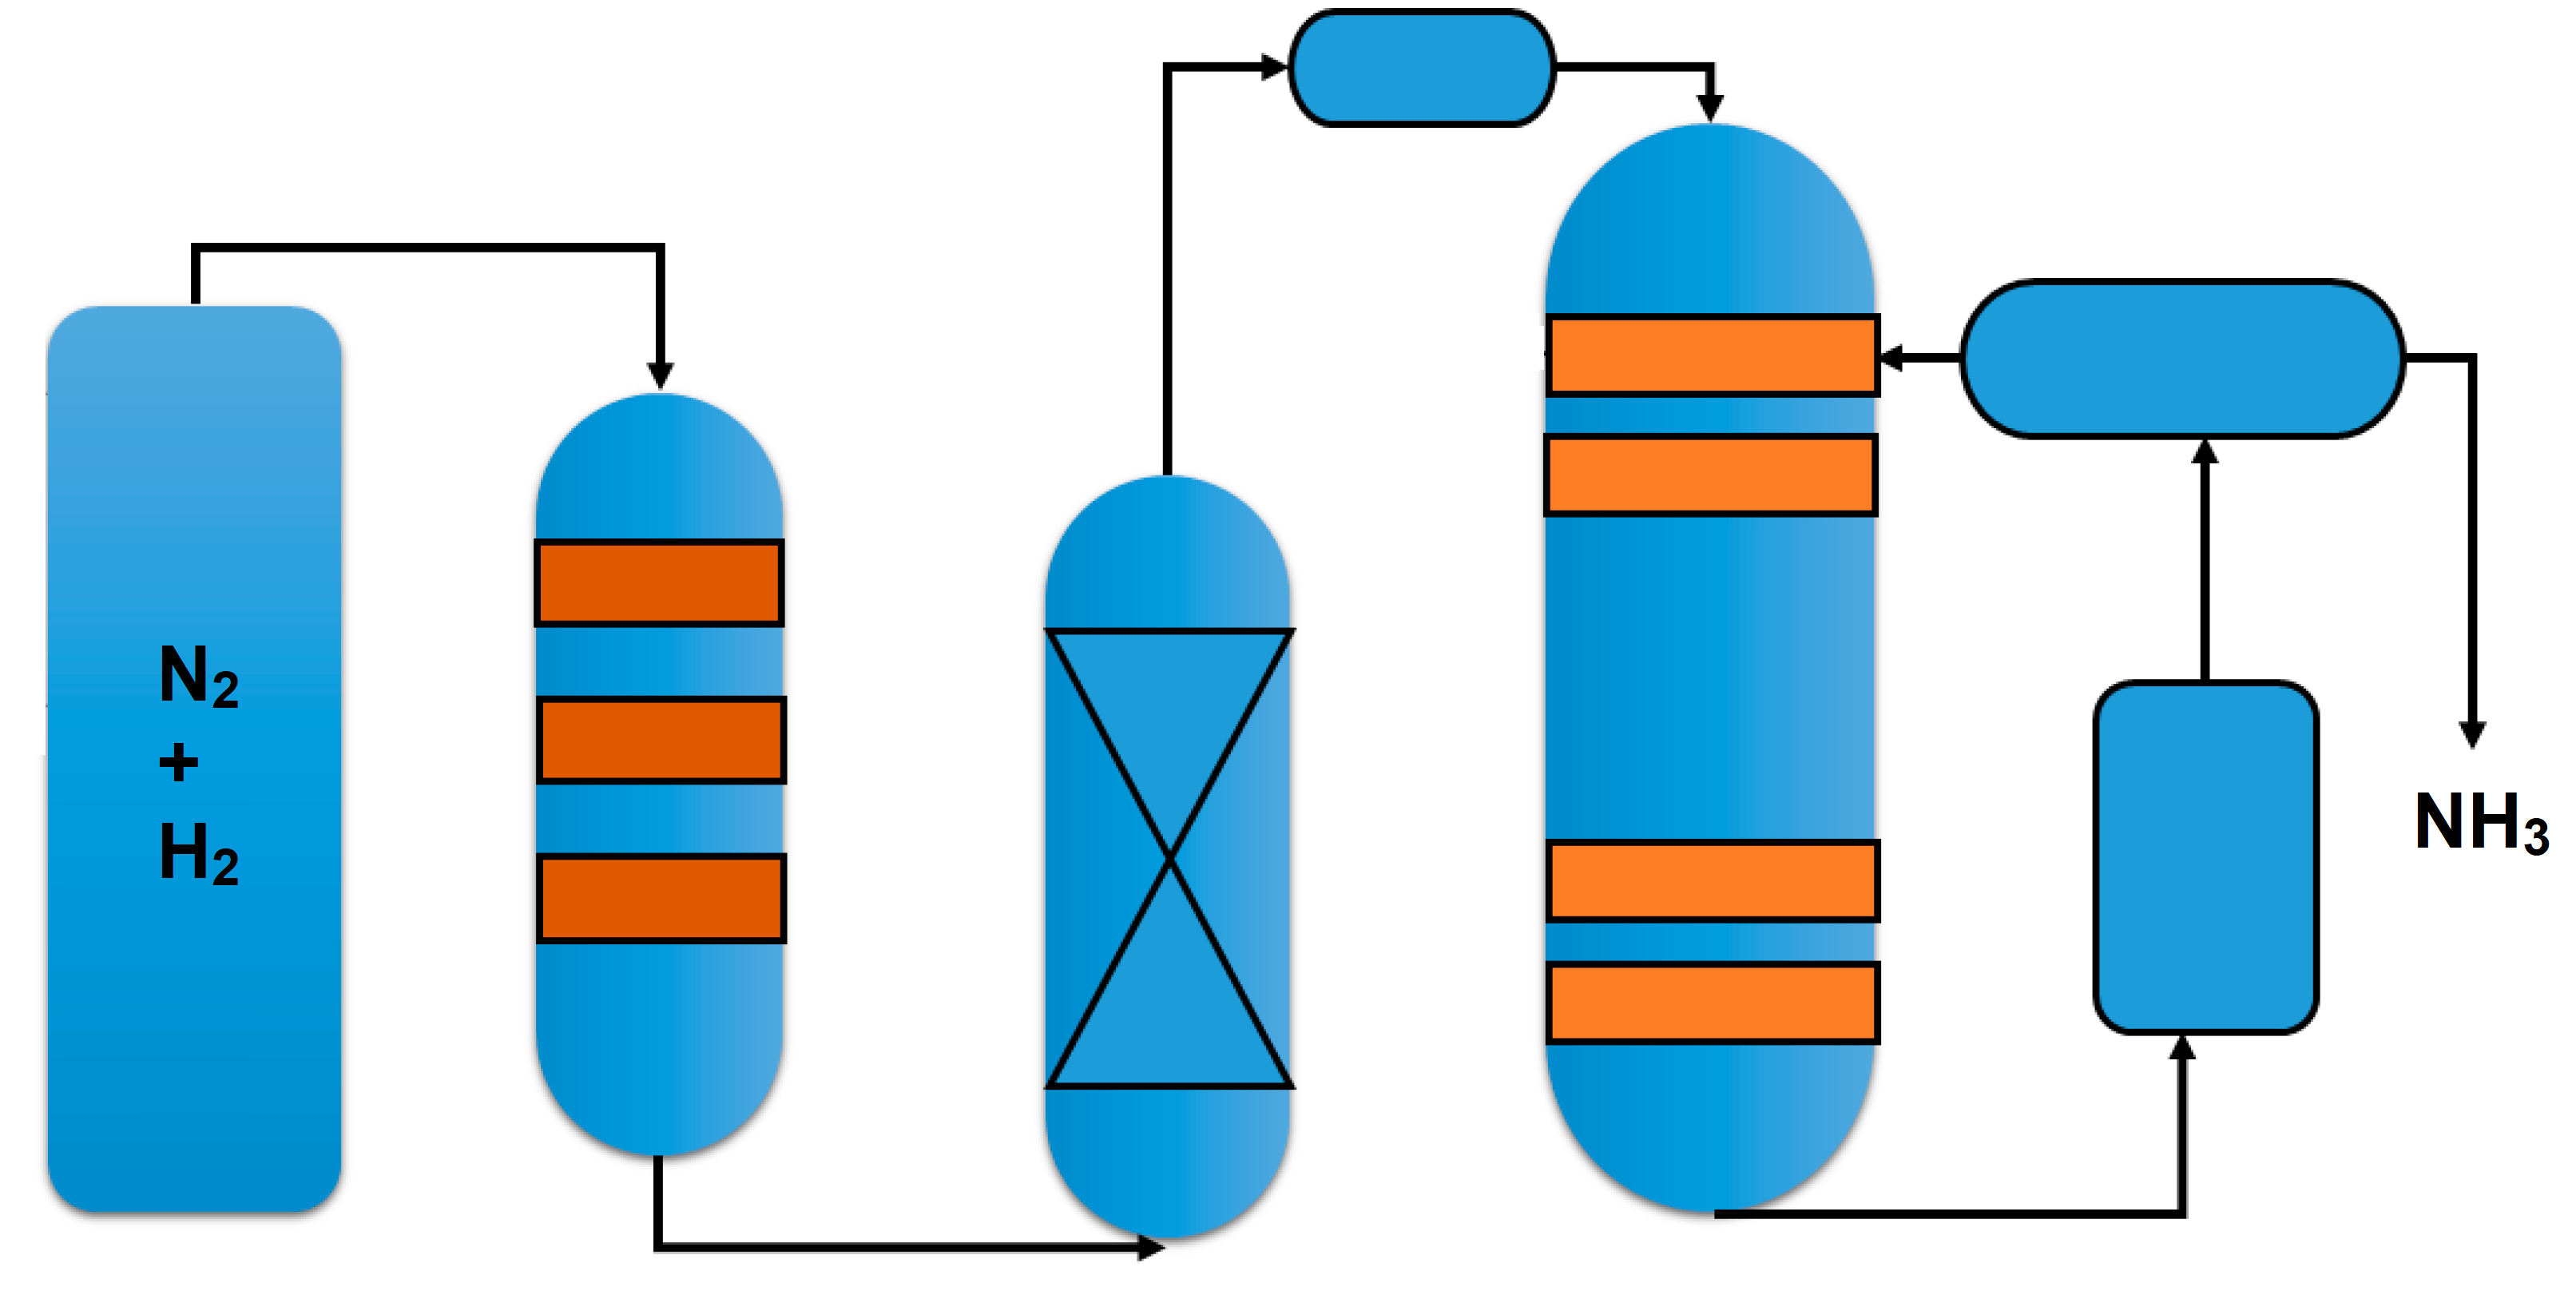 N₂
+
H₂
NH₃